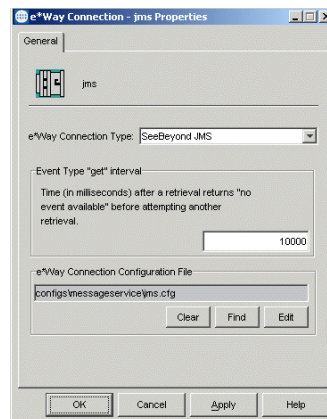 e*Way Connection - jms Properties
General
jms
e*Way Connection Type: SeeBeyond JMS
Event Type "get" interval
Time (in milliseconds) after a retrieval returns "no
event available" before attempting another
retrieval.
10000
e*Way Connection Configuration File
configs\messageservice\jms.cfg
Clear Find Edit
OK Cancel Apply Help